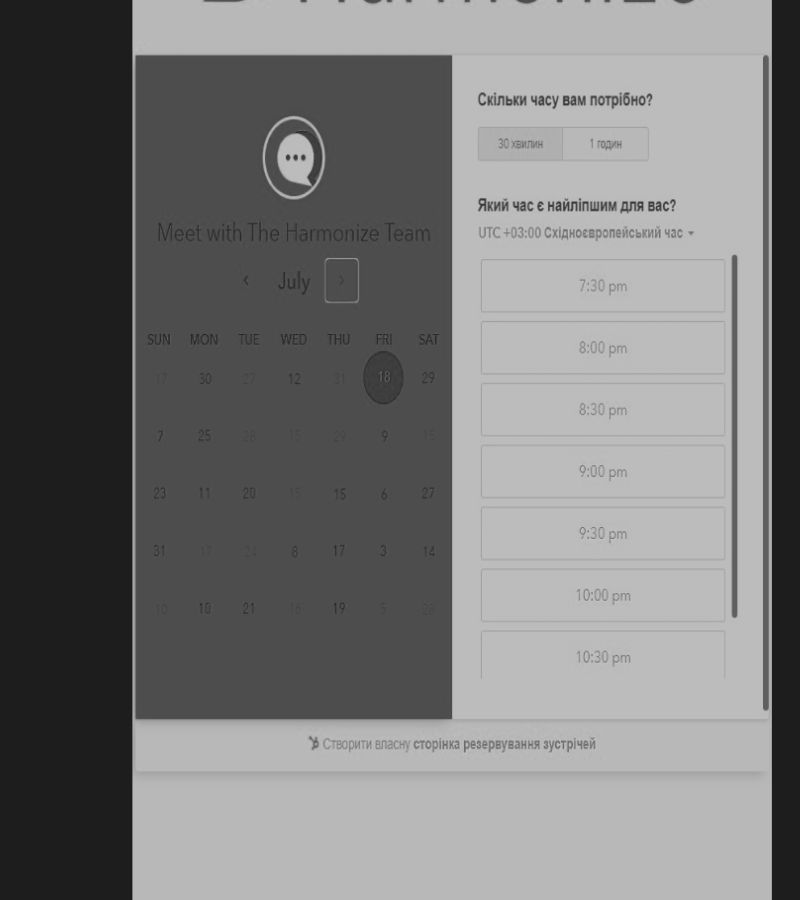 Harmonize
Meet with The Harmonize Team
July
SUN MON TUE WED THU FRI SAT
17 30 27 12 31 18 29
7 25 15 29 9 15
23 11 20 15 15 6 27
31 17 24 8 17 3 14
10 10 21 19
Скільки часу вам потрібно?
30 хвилин 1 годин
Який час є найліпшим для вас?
UTC +03:00 Східноєвропейський час
7:30 pm
8:00 pm
8:30 pm
9:00 pm
9:30 pm
10:00 pm
10:30 pm
Створити власну сторінка резервування зустрічей